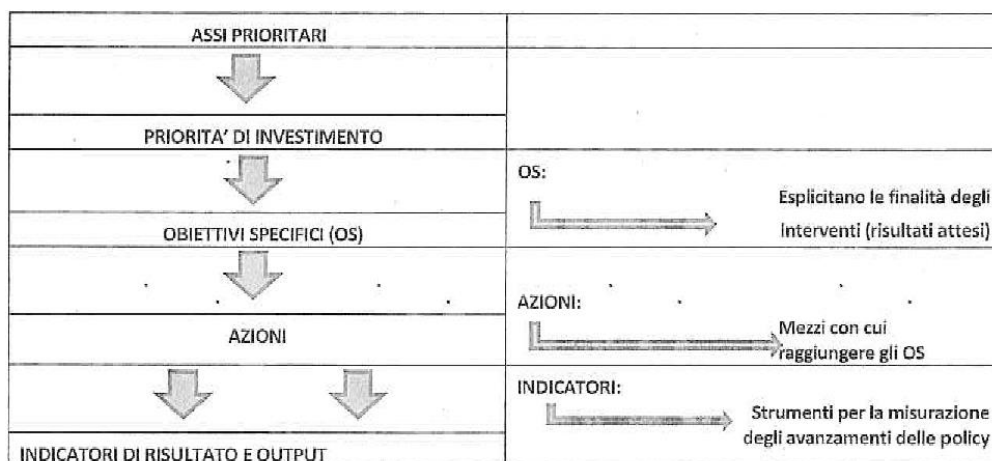 ASSI PRIORITARI
PRIORITA' DI INVESTIMENTO
OBIETTIVI SPECIFICI (OS)
AZIONI
INDICATORI DI RISULTATO E OUTPUT
OS:
Esplicitano le finalità degli
Interventi (risultati attesi)
AZIONI:
Mezzi con cui
raggiungere gli OS
INDICATORI:
Strumenti per la misurazione
degli avanzamenti delle policy